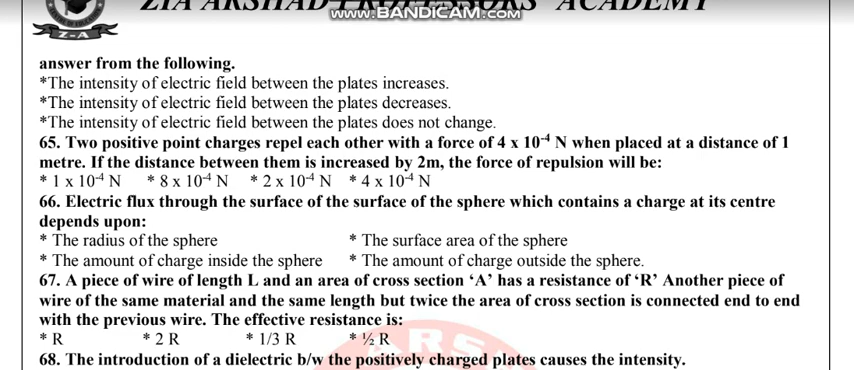 ZIA ARSHAD PROFESSORS ACADEMY
www.BANDICAM.com
Z-A
answer from the following.
*The intensity of electric field between the plates increases.
*The intensity of electric field between the plates decreases.
*The intensity of electric field between the plates does not change.
65. Two positive point charges repel each other with a force of 4 x 10⁻⁴ N when placed at a distance of 1
metre. If the distance between them is increased by 2m, the force of repulsion will be:
* 1 x 10⁻⁴ N * 8 x 10⁻⁴ N * 2 x 10⁻⁴ N * 4 x 10⁻⁴ N
66. Electric flux through the surface of the surface of the sphere which contains a charge at its centre
depends upon:
* The radius of the sphere * The surface area of the sphere
* The amount of charge inside the sphere * The amount of charge outside the sphere.
67. A piece of wire of length L and an area of cross section ‘A’ has a resistance of ‘R’ Another piece of
wire of the same material and the same length but twice the area of cross section is connected end to end
with the previous wire. The effective resistance is:
* R * 2 R * 1/3 R * ½ R
68. The introduction of a dielectric b/w the positively charged plates causes the intensity.
ARS